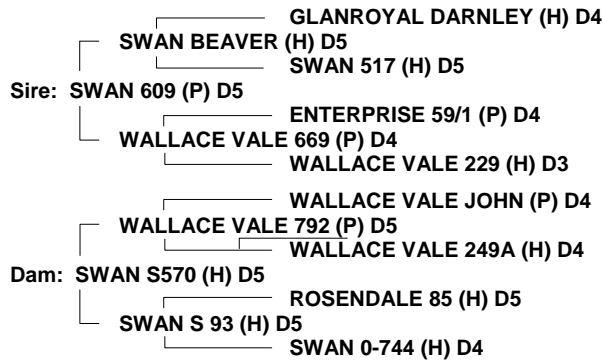 GLANROYAL DARNLEY (H) D4
SWAN BEAVER (H) D5
SWAN 517 (H) D5
Sire: SWAN 609 (P) D5
ENTERPRISE 59/1 (P) D4
WALLACE VALE 669 (P) D4
WALLACE VALE 229 (H) D3
WALLACE VALE JOHN (P) D4
WALLACE VALE 792 (P) D5
WALLACE VALE 249A (H) D4
Dam: SWAN S570 (H) D5
ROSENDALE 85 (H) D5
SWAN S 93 (H) D5
SWAN 0-744 (H) D4